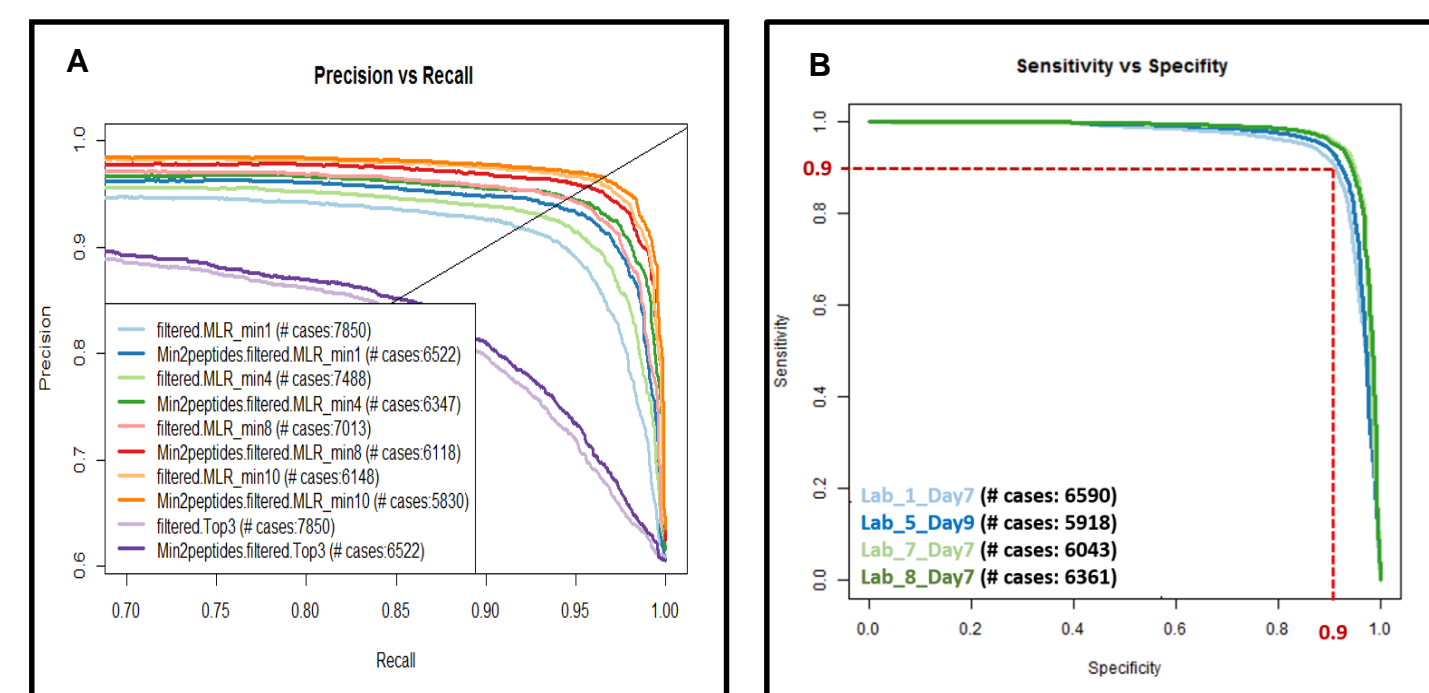 A
Precision vs Recall
Precision
1.0
0.9
0.8
0.7
0.6
filtered.MLR_min1 (# cases:7850)
Min2peptides.filtered.MLR_min1 (# cases:6522)
filtered.MLR_min4 (# cases:7488)
Min2peptides.filtered.MLR_min4 (# cases:6347)
filtered.MLR_min8 (# cases:7013)
Min2peptides.filtered.MLR_min8 (# cases:6118)
filtered.MLR_min10 (# cases:6148)
Min2peptides.filtered.MLR_min10 (# cases:5830)
filtered.Top3 (# cases:7850)
Min2peptides.filtered.Top3 (# cases:6522)
0.70 0.75 0.80 0.85 0.90 0.95 1.00
Recall
B
Sensitivity vs Specifity
Sensitivity
1.0
0.9
0.8
0.6
0.4
0.2
0.0
Lab_1_Day7 (# cases: 6590)
Lab_5_Day9 (# cases: 5918)
Lab_7_Day7 (# cases: 6043)
Lab_8_Day7 (# cases: 6361)
0.0 0.2 0.4 0.6 0.8 0.9 1.0
Specificity